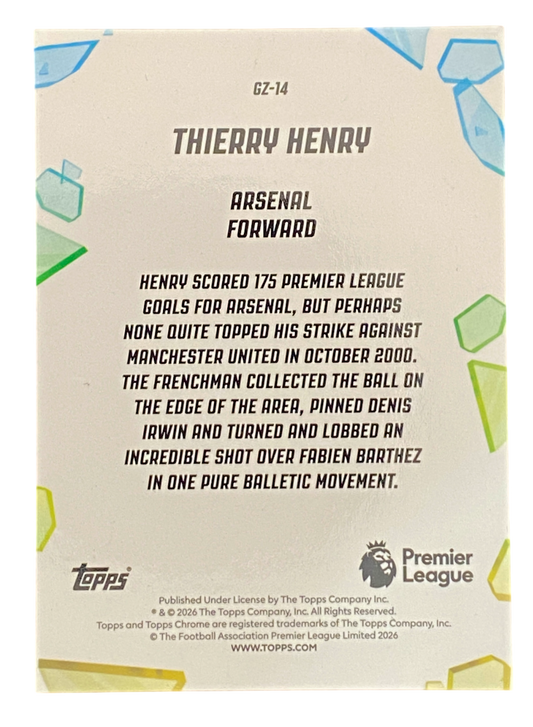 GZ-14
THIERRY HENRY
ARSENAL
FORWARD
HENRY SCORED 175 PREMIER LEAGUE
GOALS FOR ARSENAL, BUT PERHAPS
NONE QUITE TOPPED HIS STRIKE AGAINST
MANCHESTER UNITED IN OCTOBER 2000.
THE FRENCHMAN COLLECTED THE BALL ON
THE EDGE OF THE AREA, PINNED DENIS
IRWIN AND TURNED AND LOBBED AN
INCREDIBLE SHOT OVER FABIEN BARTHEZ
IN ONE PURE BALLETIC MOVEMENT.
Topps®
Premier
League
Published Under License by The Topps Company Inc.
® & © 2026 The Topps Company, Inc. All Rights Reserved.
Topps and Topps Chrome are registered trademarks of The Topps Company, Inc.
© The Football Association Premier League Limited 2026
WWW.TOPPS.COM